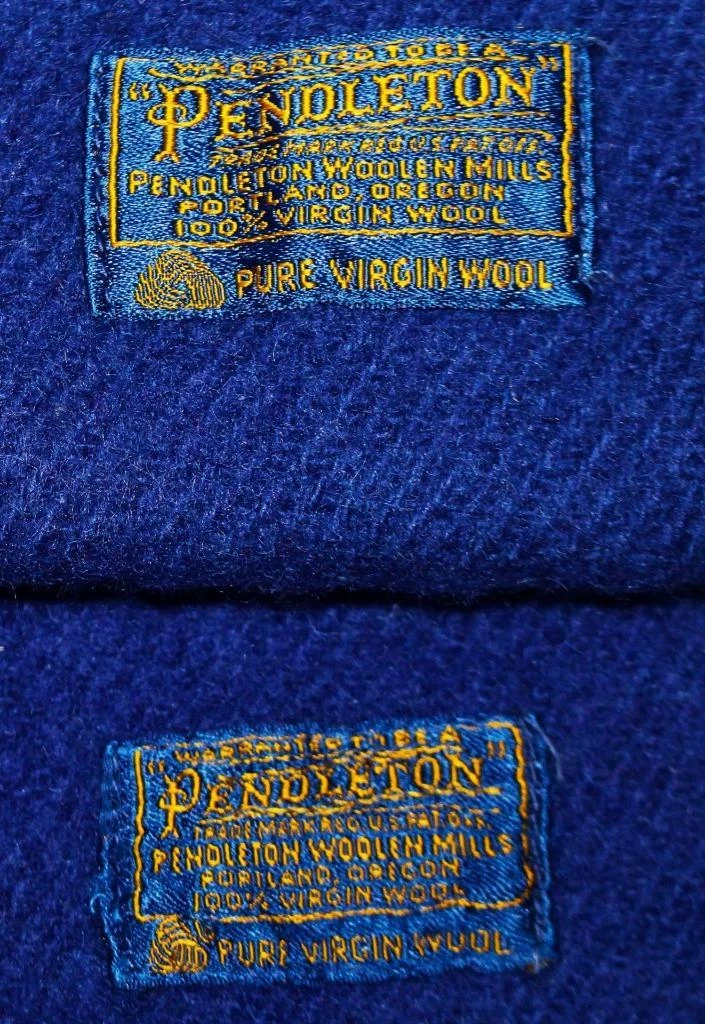 WARRANTED TO BE A
"PENDLETON"
TRADE MARK REG. U.S. PAT. OFF.
PENDLETON WOOLEN MILLS
PORTLAND, OREGON
100% VIRGIN WOOL
PURE VIRGIN WOOL
WARRANTED TO BE A
"PENDLETON"
TRADE MARK REG. U.S. PAT. OFF.
PENDLETON WOOLEN MILLS
PORTLAND, OREGON
100% VIRGIN WOOL
PURE VIRGIN WOOL